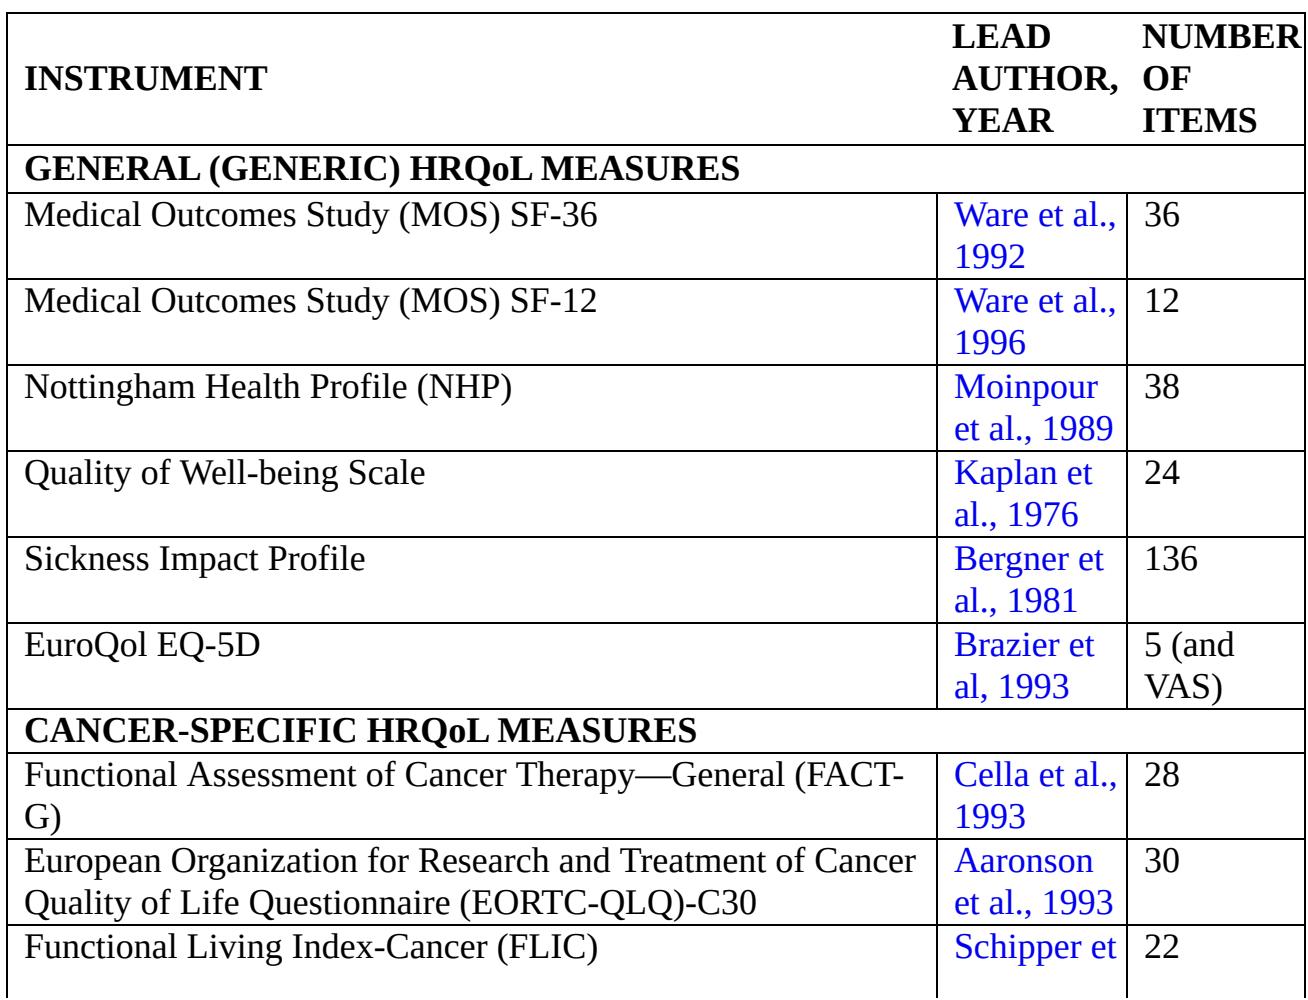 INSTRUMENT
LEAD AUTHOR, YEAR
NUMBER OF ITEMS
GENERAL (GENERIC) HRQoL MEASURES
Medical Outcomes Study (MOS) SF-36
Ware et al., 1992
36
Medical Outcomes Study (MOS) SF-12
Ware et al., 1996
12
Nottingham Health Profile (NHP)
Moinpour et al., 1989
38
Quality of Well-being Scale
Kaplan et al., 1976
24
Sickness Impact Profile
Bergner et al., 1981
136
EuroQol EQ-5D
Brazier et al, 1993
5 (and VAS)
CANCER-SPECIFIC HRQoL MEASURES
Functional Assessment of Cancer Therapy—General (FACT-
G)
Cella et al., 1993
28
European Organization for Research and Treatment of Cancer
Quality of Life Questionnaire (EORTC-QLQ)-C30
Aaronson et al., 1993
30
Functional Living Index-Cancer (FLIC)
Schipper et
22